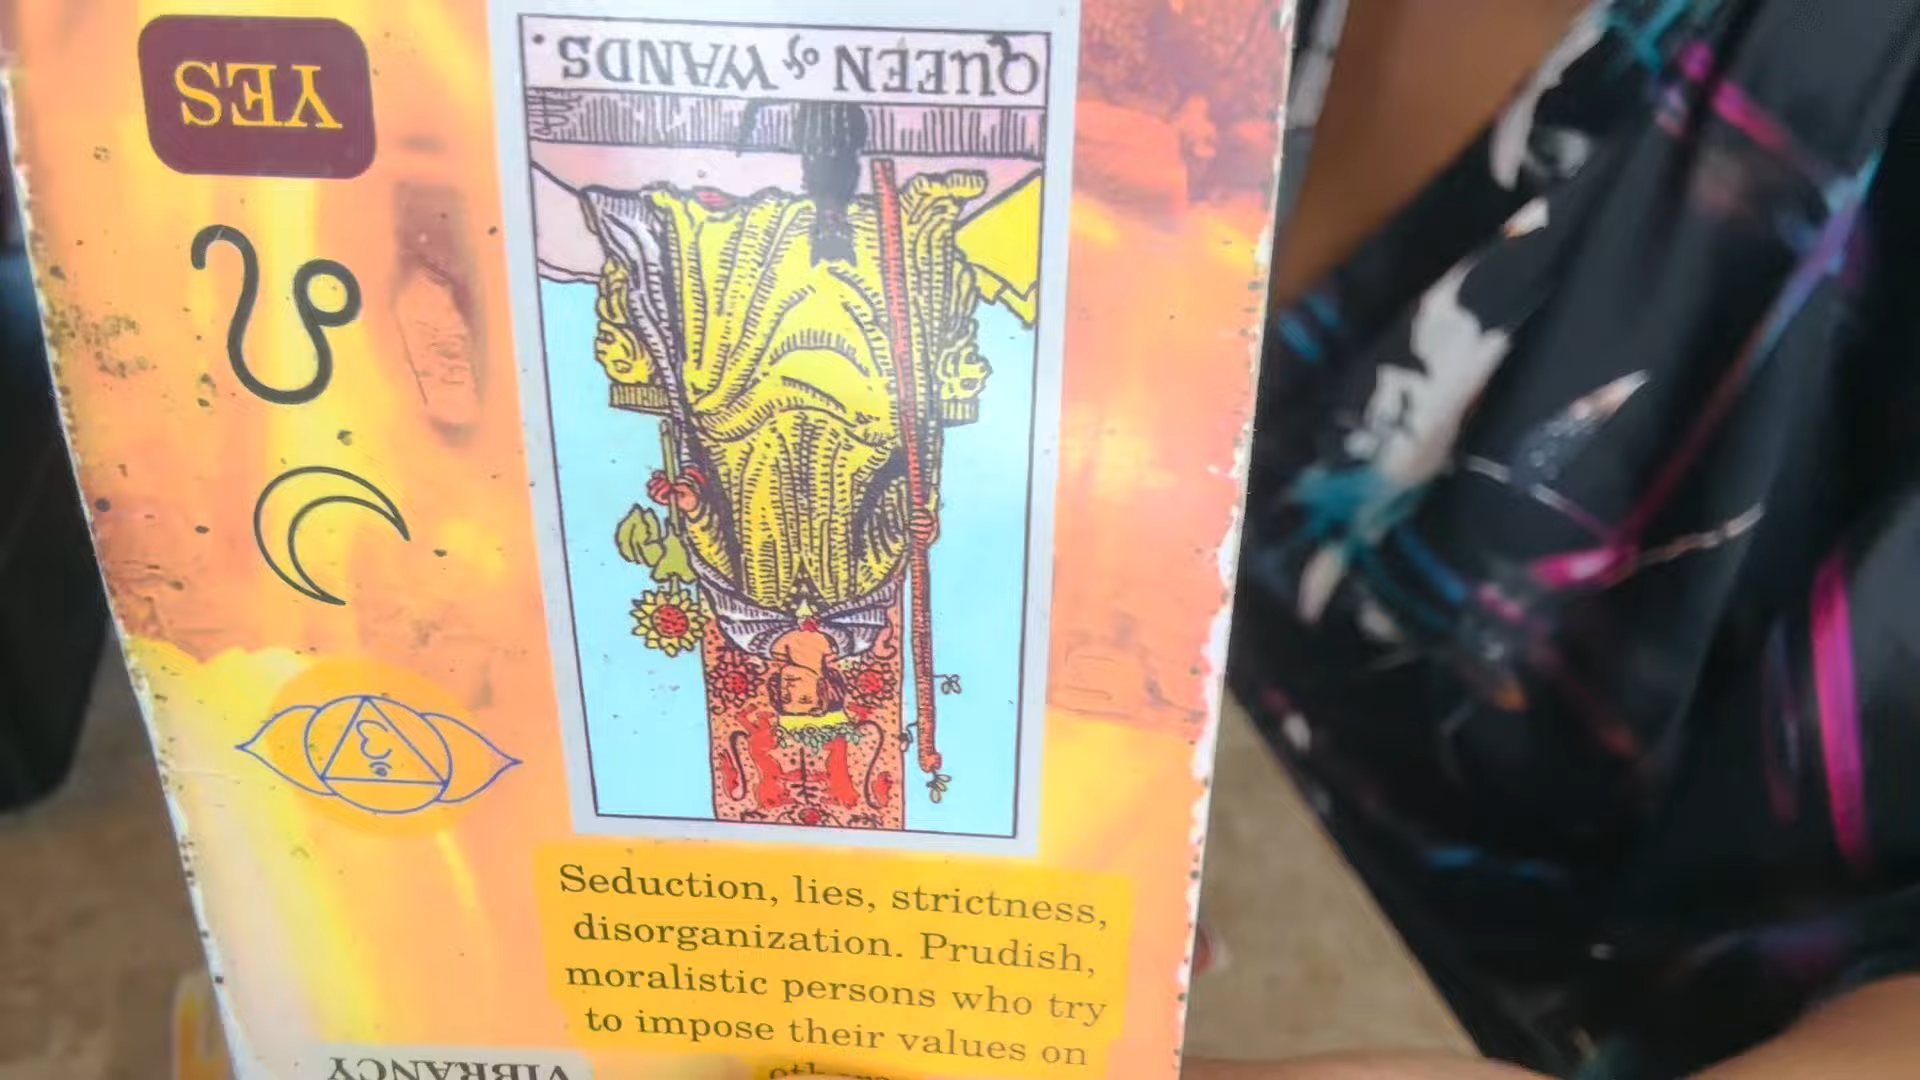 YES
QUEEN of WANDS.
Seduction, lies, strictness,
disorganization. Prudish,
moralistic persons who try
to impose their values on
VIBRANCY